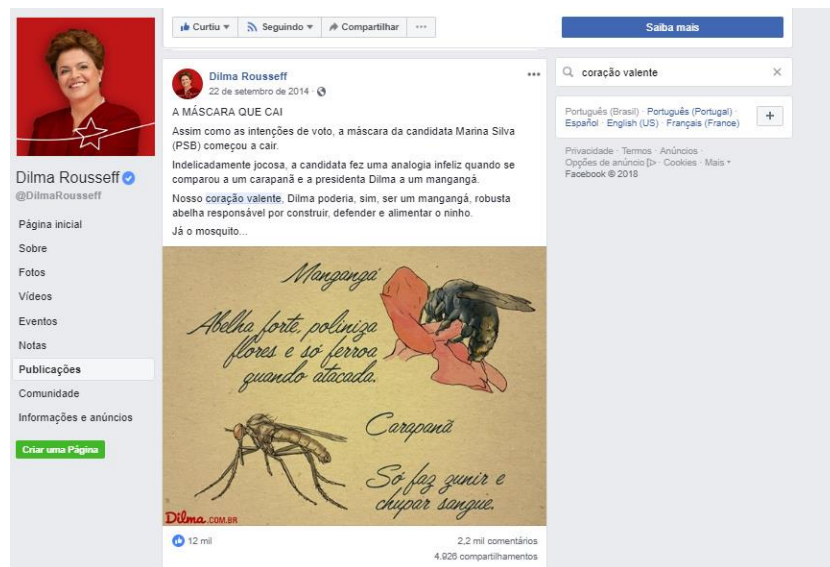 Curtiu
Seguindo
Compartilhar
Saiba mais
Dilma Rousseff
@DilmaRousseff
Página inicial
Sobre
Fotos
Vídeos
Eventos
Notas
Publicações
Comunidade
Informações e anúncios
Criar uma Página
Dilma Rousseff
22 de setembro de 2014 ·
A MÁSCARA QUE CAI
Assim como as intenções de voto, a máscara da candidata Marina Silva
(PSB) começou a cair.
Indelicadamente jocosa, a candidata fez uma analogia infeliz quando se
comparou a um carapanã e a presidenta Dilma a um mangangá.
Nosso coração valente, Dilma poderia, sim, ser um mangangá, robusta
abelha responsável por construir, defender e alimentar o ninho.
Já o mosquito...
Mangangá
Abelha forte, poliniza
flores e só ferroa
quando atacada.
Carapanã
Só faz zunir e
chupar sangue.
Dilma.COM.BR
12 mil
2,2 mil comentários
4.926 compartilhamentos
coração valente
Português (Brasil) · Português (Portugal) ·
Español · English (US) · Français (France)
Privacidade · Termos · Anúncios ·
Opções de anúncio · Cookies · Mais
Facebook © 2018